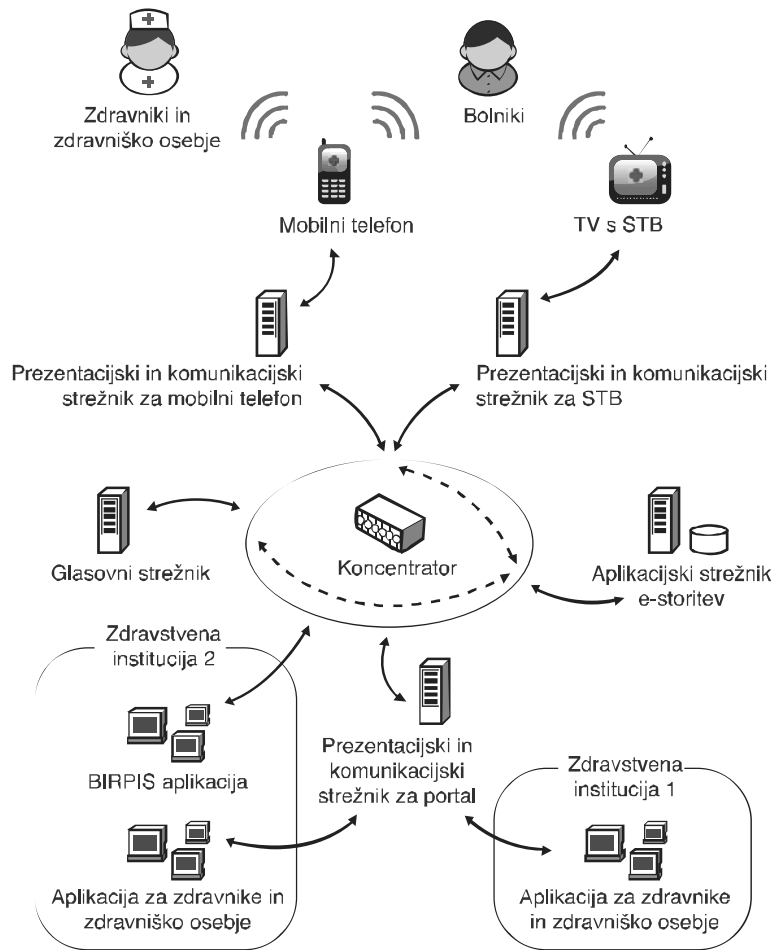 Zdravniki in
zdravniško osebje
Bolniki
Mobilni telefon
TV s STB
Prezentacijski in komunikacijski
strežnik za mobilni telefon
Prezentacijski in komunikacijski
strežnik za STB
Glasovni strežnik
Koncentrator
Aplikacijski strežnik
e-storitev
Zdravstvena
institucija 2
BIRPIS aplikacija
Prezentacijski in
komunikacijski
strežnik za portal
Zdravstvena
institucija 1
Aplikacija za zdravnike in
zdravniško osebje
Aplikacija za zdravnike
in zdravniško osebje